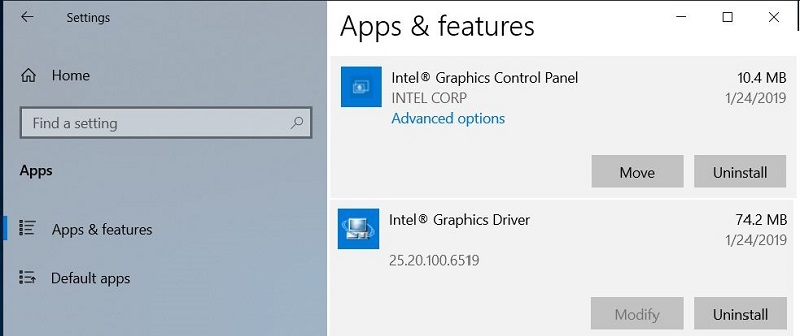 Settings
Home
Find a setting
Apps
Apps & features
Default apps
Apps & features
Intel® Graphics Control Panel 10.4 MB
INTEL CORP 1/24/2019
Advanced options
Move Uninstall
Intel® Graphics Driver 74.2 MB
1/24/2019
25.20.100.6519
Modify Uninstall